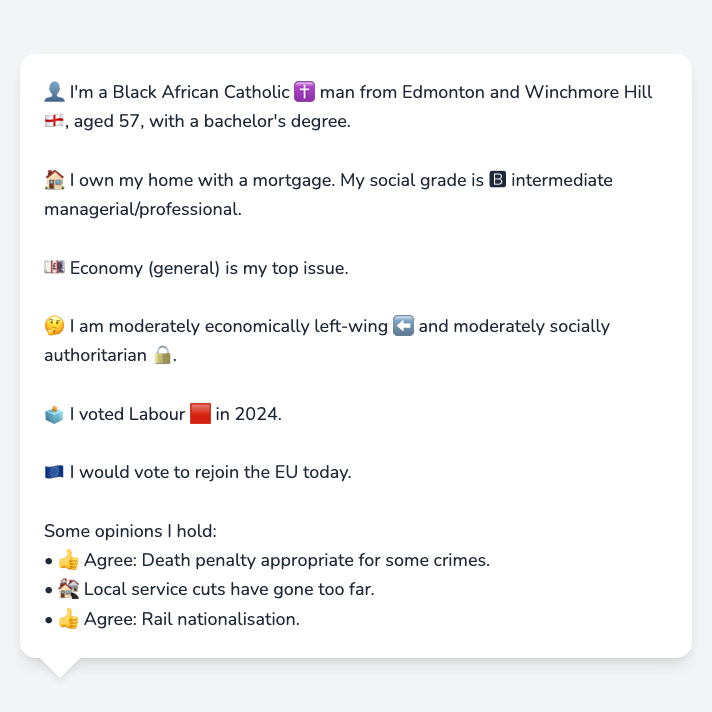 👤 I'm a Black African Catholic ✝️ man from Edmonton and Winchmore Hill
🏴󠁧󠁢󠁥󠁮󠁧󠁿, aged 57, with a bachelor's degree.
🏠 I own my home with a mortgage. My social grade is 🅱 intermediate
managerial/professional.
💷 Economy (general) is my top issue.
🤔 I am moderately economically left-wing ⬅️ and moderately socially
authoritarian 🔒.
🗳️ I voted Labour 🟥 in 2024.
🇪🇺 I would vote to rejoin the EU today.
Some opinions I hold:
• 👍 Agree: Death penalty appropriate for some crimes.
• 🏘️ Local service cuts have gone too far.
• 👍 Agree: Rail nationalisation.